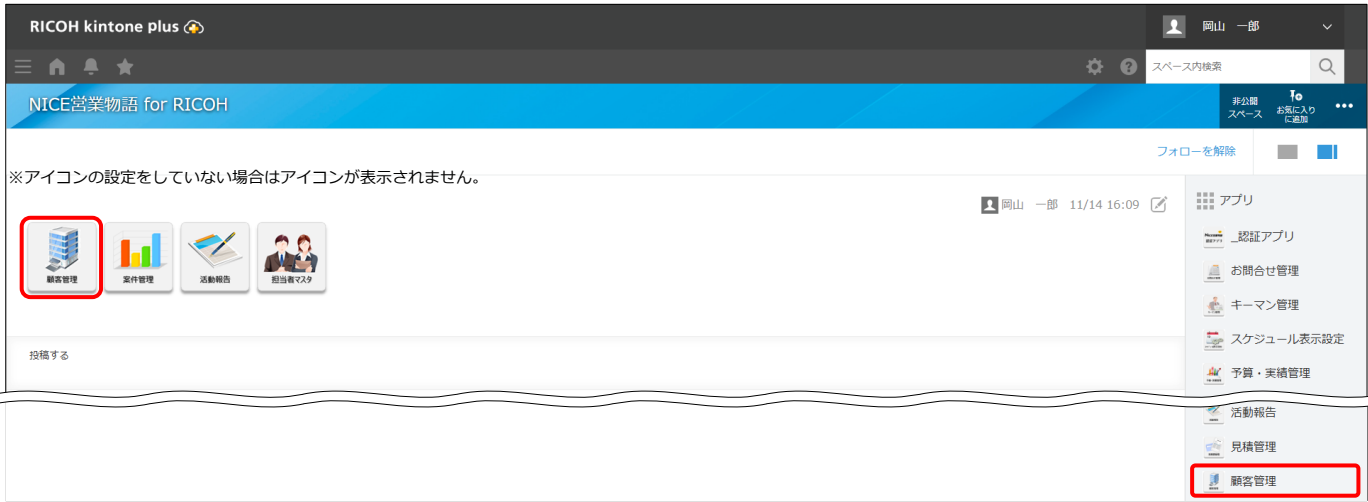 RICOH kintone plus
岡山 一郎
スペース内検索
NICE営業物語 for RICOH
非公開
スペース
お気に入り
に追加
フォローを解除
※アイコンの設定をしていない場合はアイコンが表示されません。
岡山 一郎 11/14 16:09
顧客管理
案件管理
活動報告
担当者マスタ
投稿する
アプリ
_認証アプリ
お問合せ管理
キーマン管理
スケジュール表示設定
予算・実績管理
活動報告
見積管理
顧客管理